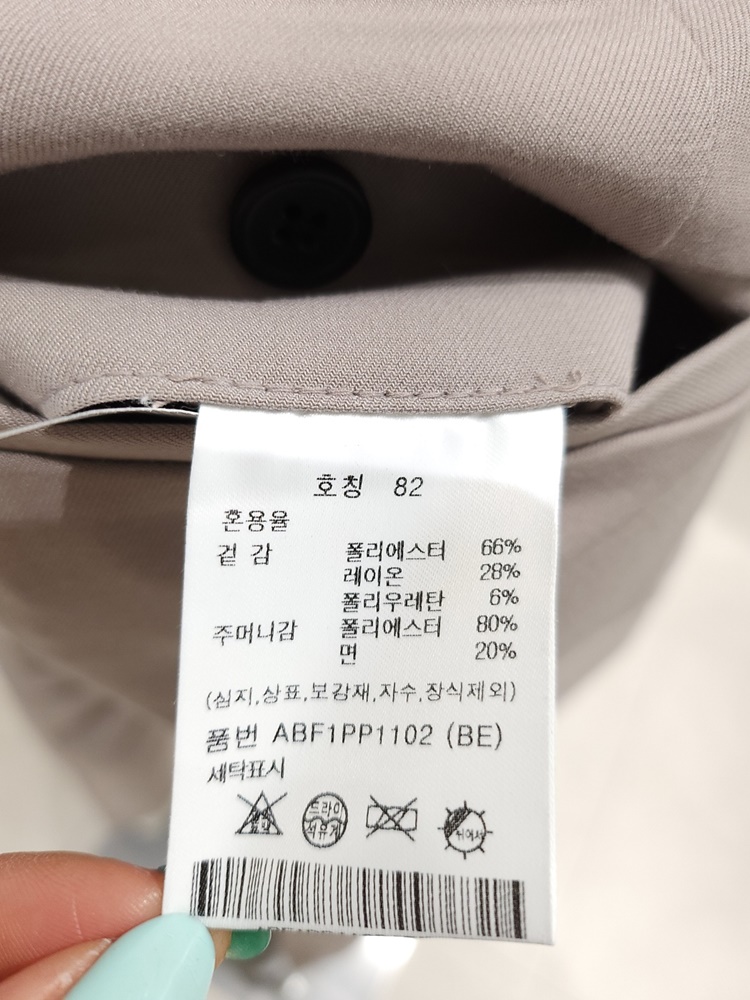 호칭 82
혼용율
겉 감 폴리에스터 66%
레이온 28%
폴리우레탄 6%
주머니감 폴리에스터 80%
면 20%
(심지,상표,보강재,자수,장식제외)
품번 ABF1PP1102 (BE)
세탁표시
드라이
석유계
뉘어서